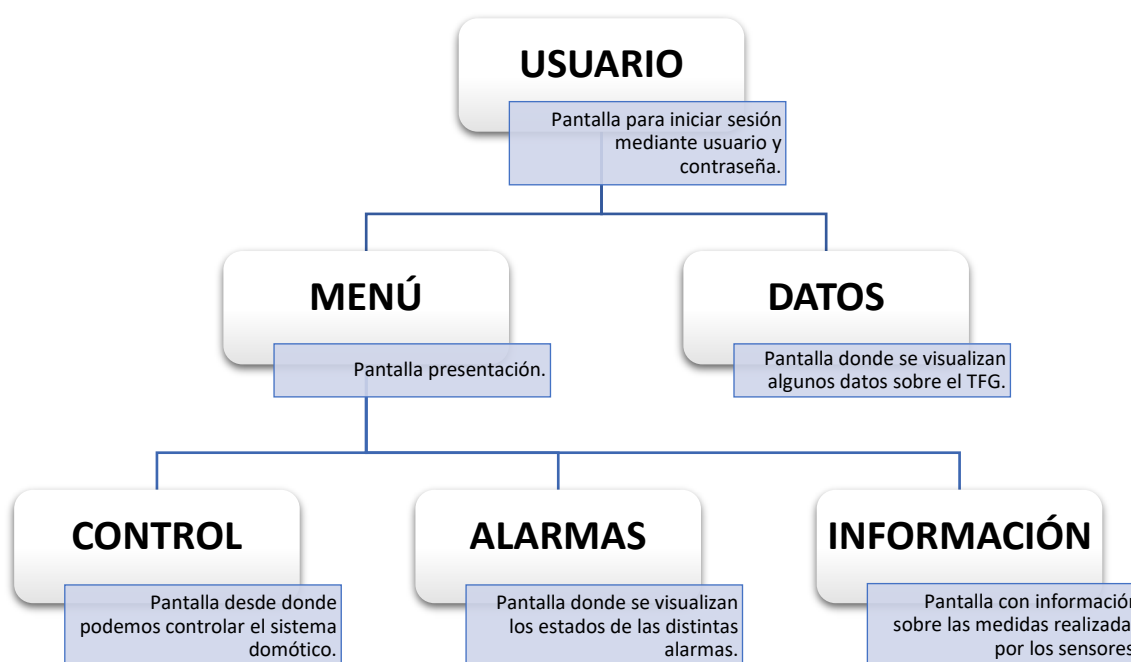 USUARIO
Pantalla para iniciar sesión
mediante usuario y
contraseña.
MENÚ
Pantalla presentación.
DATOS
Pantalla donde se visualizan
algunos datos sobre el TFG.
CONTROL
Pantalla desde donde
podemos controlar el sistema
domótico.
ALARMAS
Pantalla donde se visualizan
los estados de las distintas
alarmas.
INFORMACIÓN
Pantalla con información
sobre las medidas realizada
por los sensores